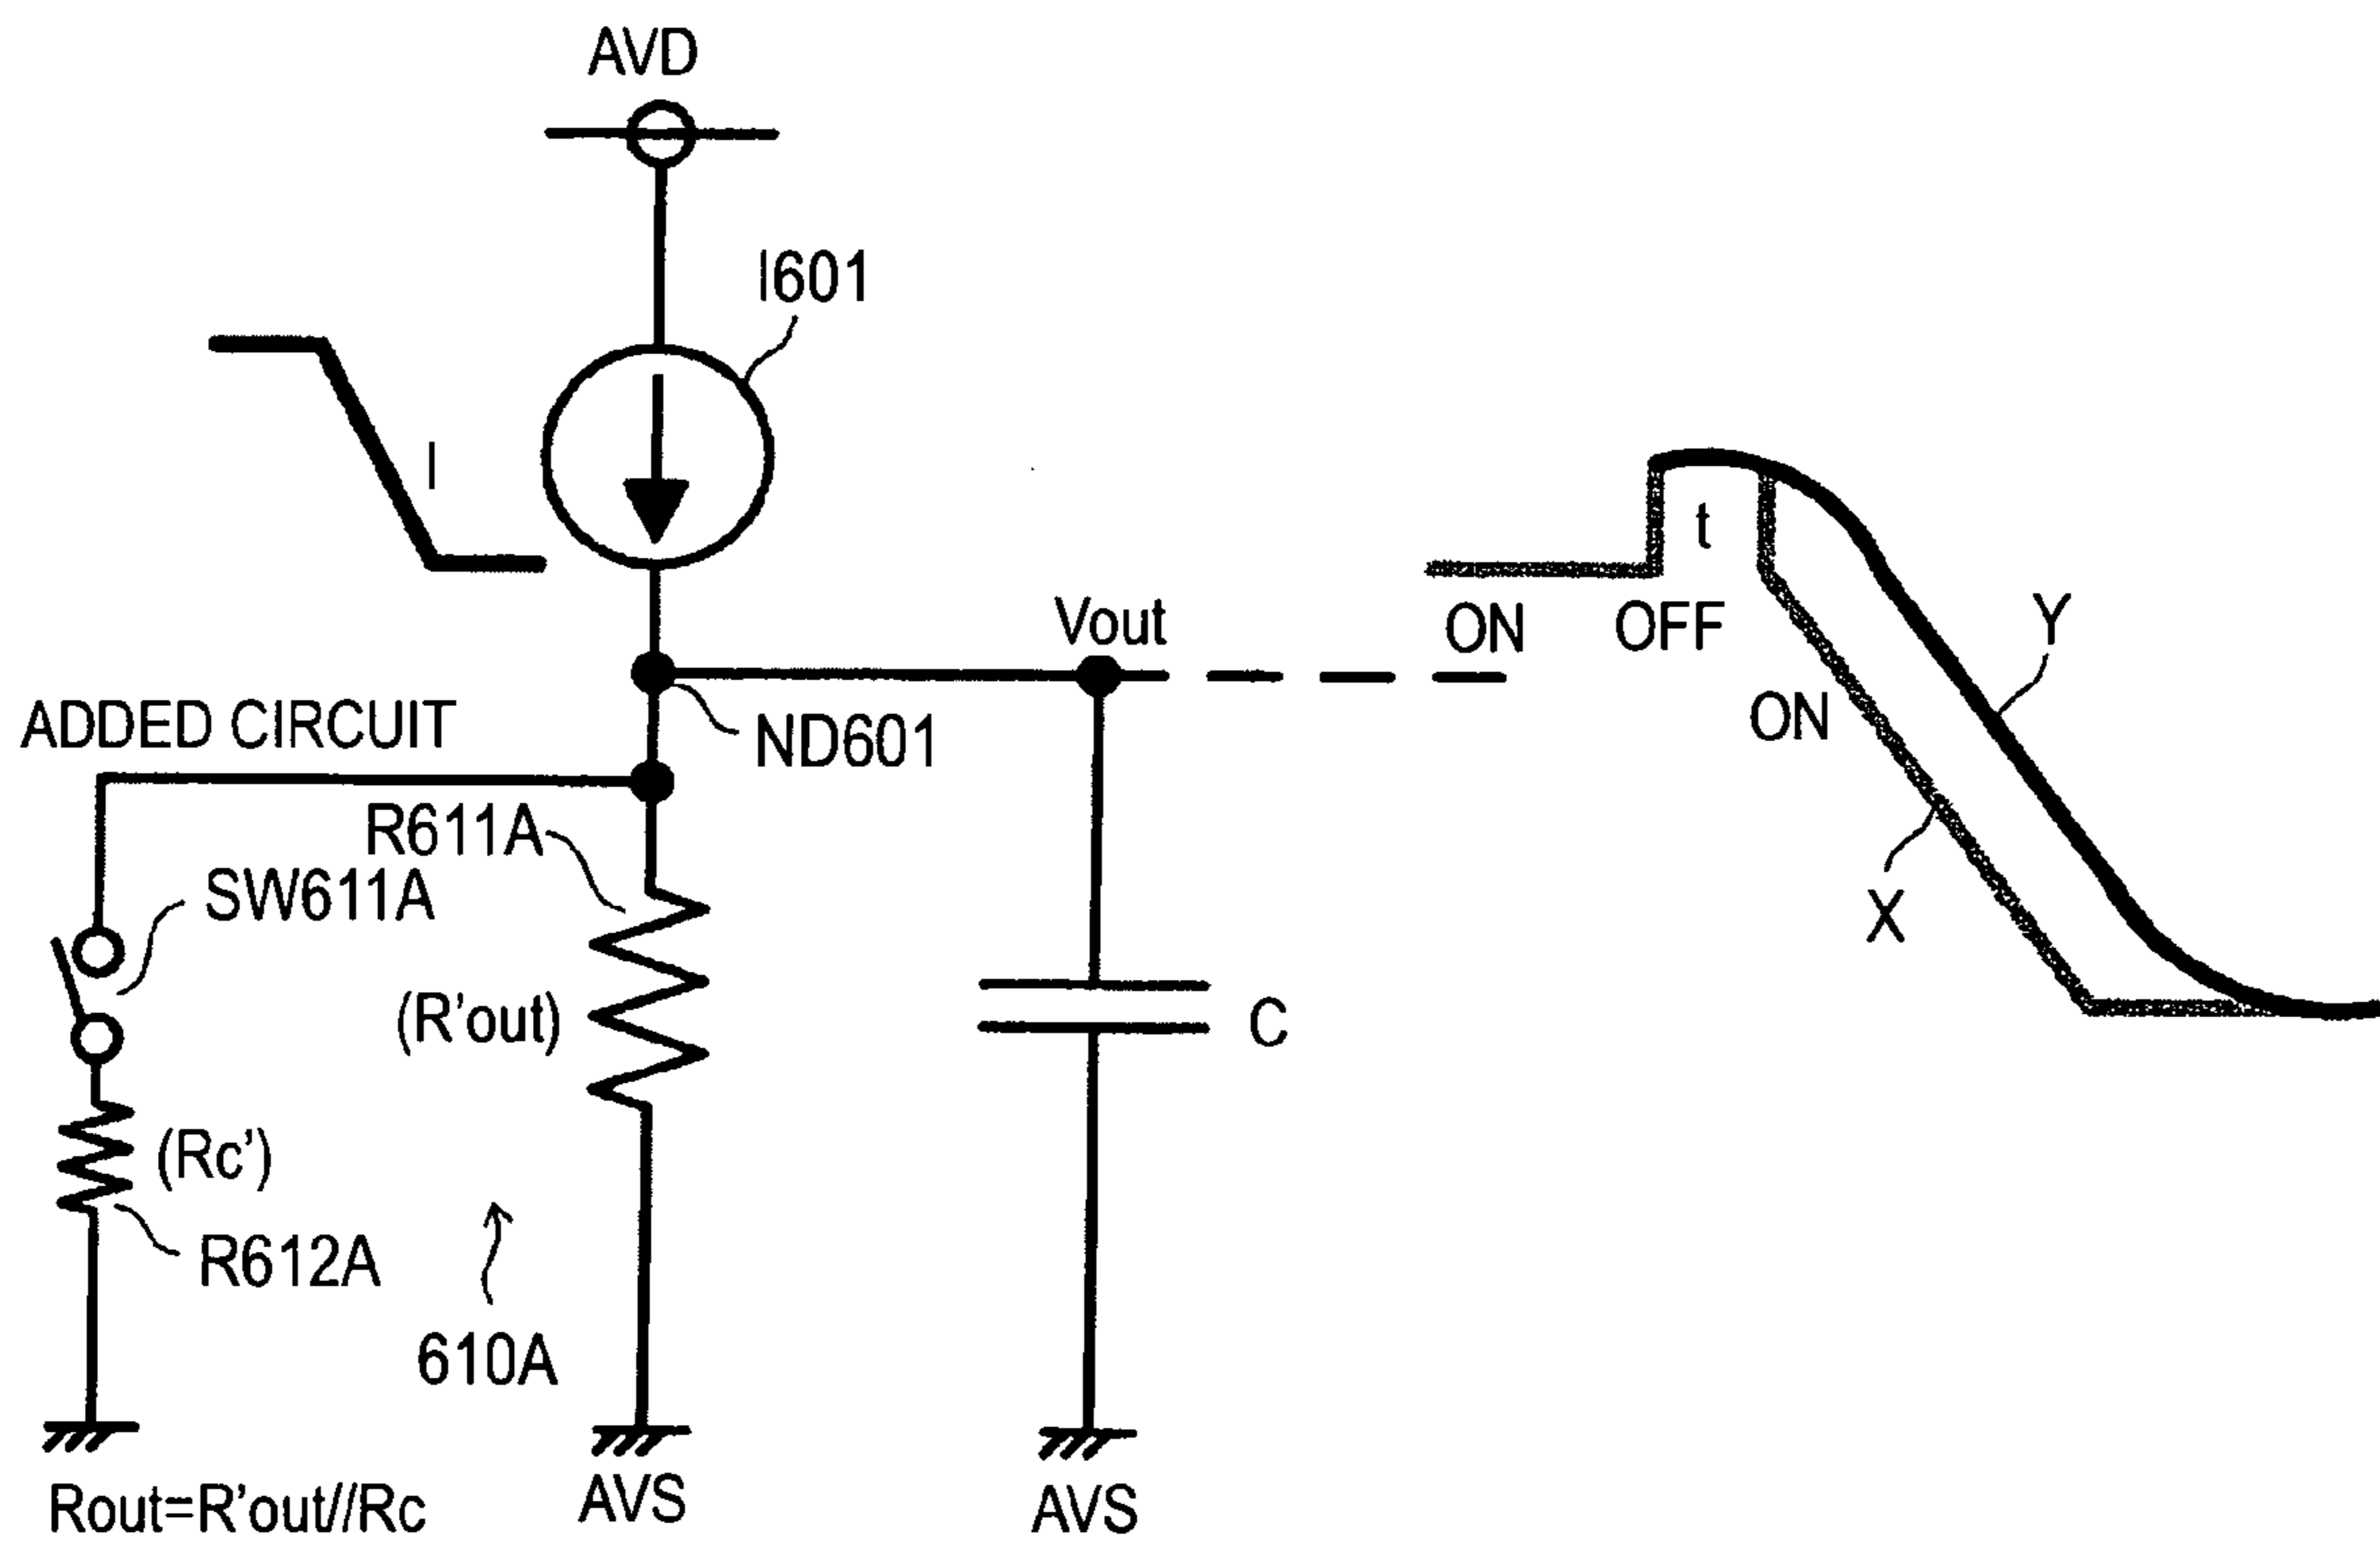 AVD
I601
I
t
ON
OFF
Y
Vout
ON
ADDED CIRCUIT
ND601
R611A
SW611A
X
(R'out)
C
(Rc')
R612A
610A
AVS
AVS
Rout=R'out//Rc